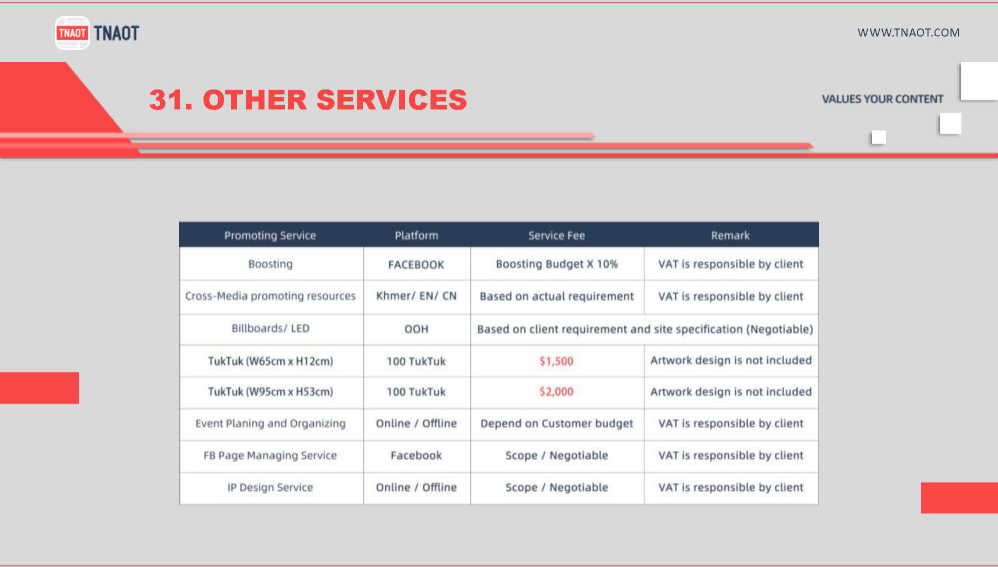 TNAOT TNAOT
WWW.TNAOT.COM
31. OTHER SERVICES
VALUES YOUR CONTENT
Promoting Service Platform Service Fee Remark
Boosting FACEBOOK Boosting Budget X 10% VAT is responsible by client
Cross-Media promoting resources Khmer/ EN/ CN Based on actual requirement VAT is responsible by client
Billboards/ LED OOH Based on client requirement and site specification (Negotiable)
TukTuk (W65cm x H12cm) 100 TukTuk $1,500 Artwork design is not included
TukTuk (W95cm x H53cm) 100 TukTuk $2,000 Artwork design is not included
Event Planing and Organizing Online / Offline Depend on Customer budget VAT is responsible by client
FB Page Managing Service Facebook Scope / Negotiable VAT is responsible by client
IP Design Service Online / Offline Scope / Negotiable VAT is responsible by client